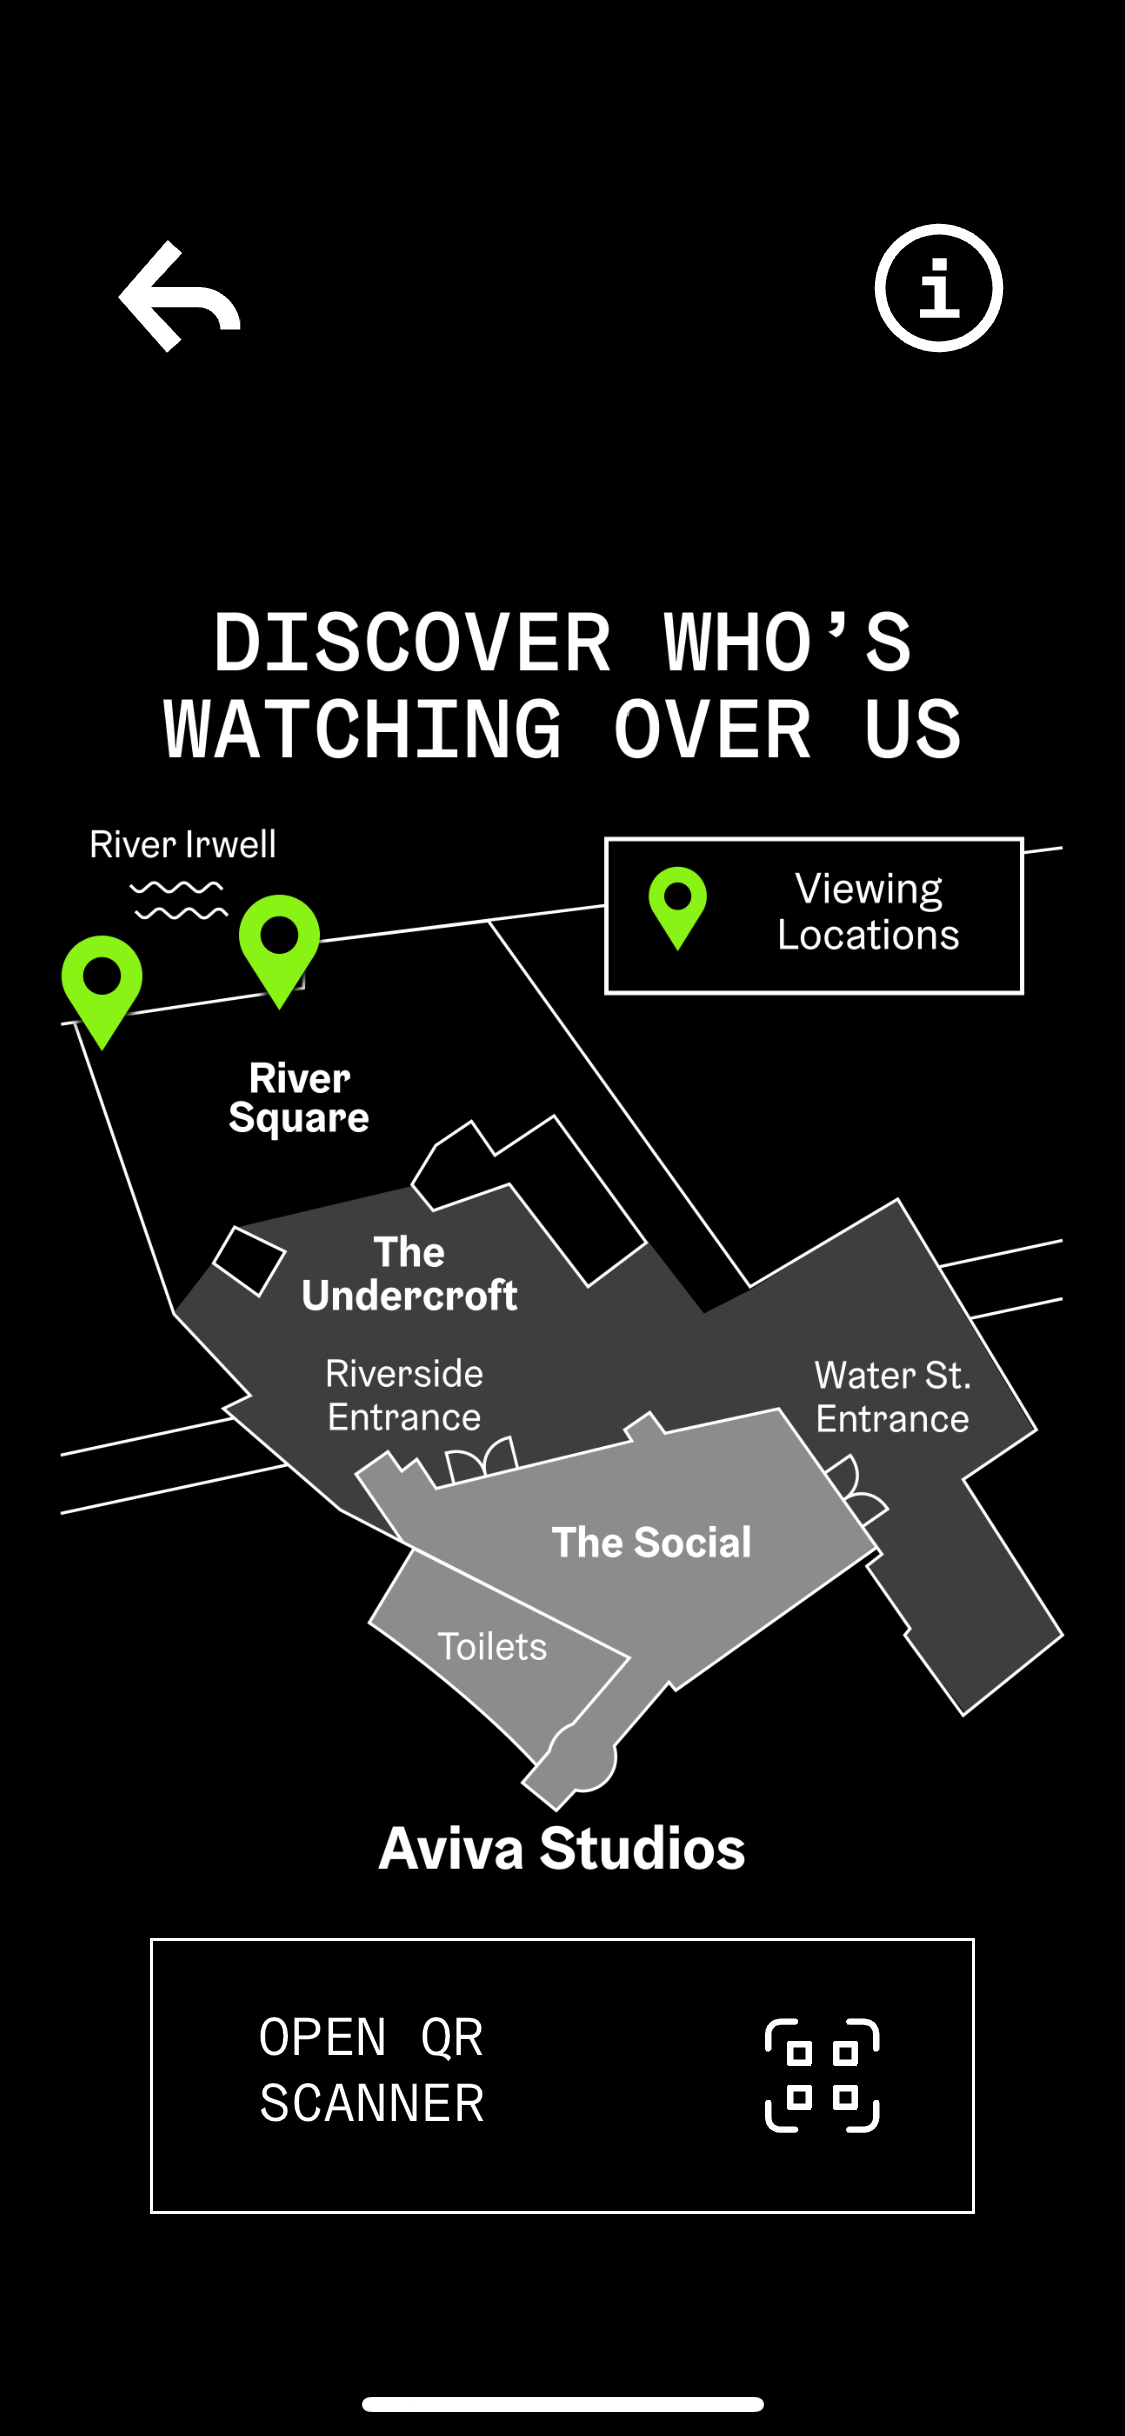 DISCOVER WHO’S
WATCHING OVER US
River Irwell
Viewing
Locations
River
Square
The
Undercroft
Riverside
Entrance
Water St.
Entrance
The Social
Toilets
Aviva Studios
OPEN QR
SCANNER